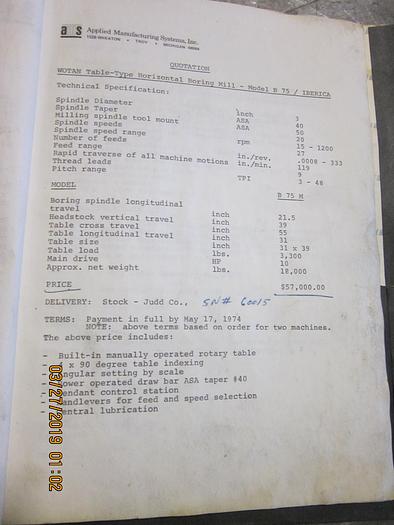 ams Applied Manufacturing Systems, Inc.
1528 WHEATON • TROY • MICHIGAN 48084
QUOTATION
WOTAN Table-Type Horizontal Boring Mill - Model B 75 / IBERICA
Technical Specification:
Spindle Diameter inch 3
Spindle Taper ASA 40
Milling spindle tool mount ASA 50
Spindle speeds 20
Spindle speed range rpm 15 - 1200
Number of feeds 27
Feed range in./rev. .0008 - 333
Rapid traverse of all machine motions in./min. 119
Thread leads 9
Pitch range TPI 3 - 48
MODEL B 75 M
Boring spindle longitudinal
travel inch 21.5
Headstock vertical travel inch 39
Table cross travel inch 55
Table longitudinal travel inch 31
Table size inch 31 x 39
Table load lbs. 3,300
Main drive HP 10
Approx. net weight lbs. 18,000
PRICE $57,000.00
DELIVERY: Stock - Judd Co., SN# 60015
TERMS: Payment in full by May 17, 1974
NOTE: above terms based on order for two machines.
The above price includes:
- Built-in manually operated rotary table
x 90 degree table indexing
ngular setting by scale
ower operated draw bar ASA taper #40
endant control station
andlevers for feed and speed selection
entral lubrication
03/27/2019 01:02